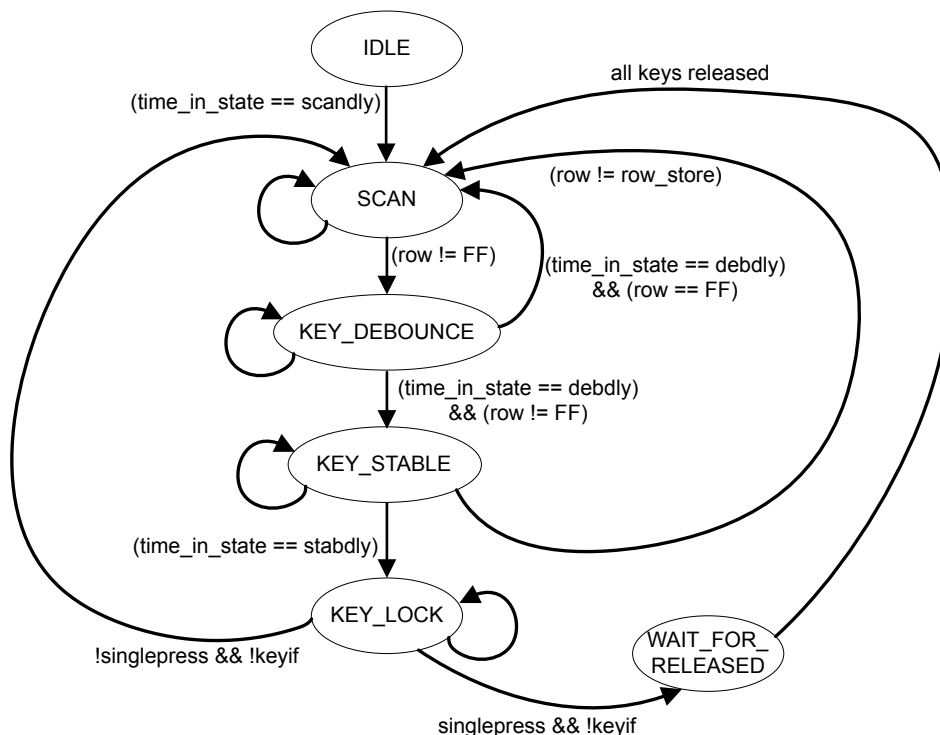 IDLE
all keys released
(time_in_state == scandly)
(row != row_store)
SCAN
(row != FF)
(time_in_state == debdly)
&& (row == FF)
KEY_DEBOUNCE
(time_in_state == debdly)
&& (row != FF)
KEY_STABLE
(time_in_state == stabdly)
KEY_LOCK
WAIT_FOR_
RELEASED
!singlepress && !keyif
singlepress && !keyif